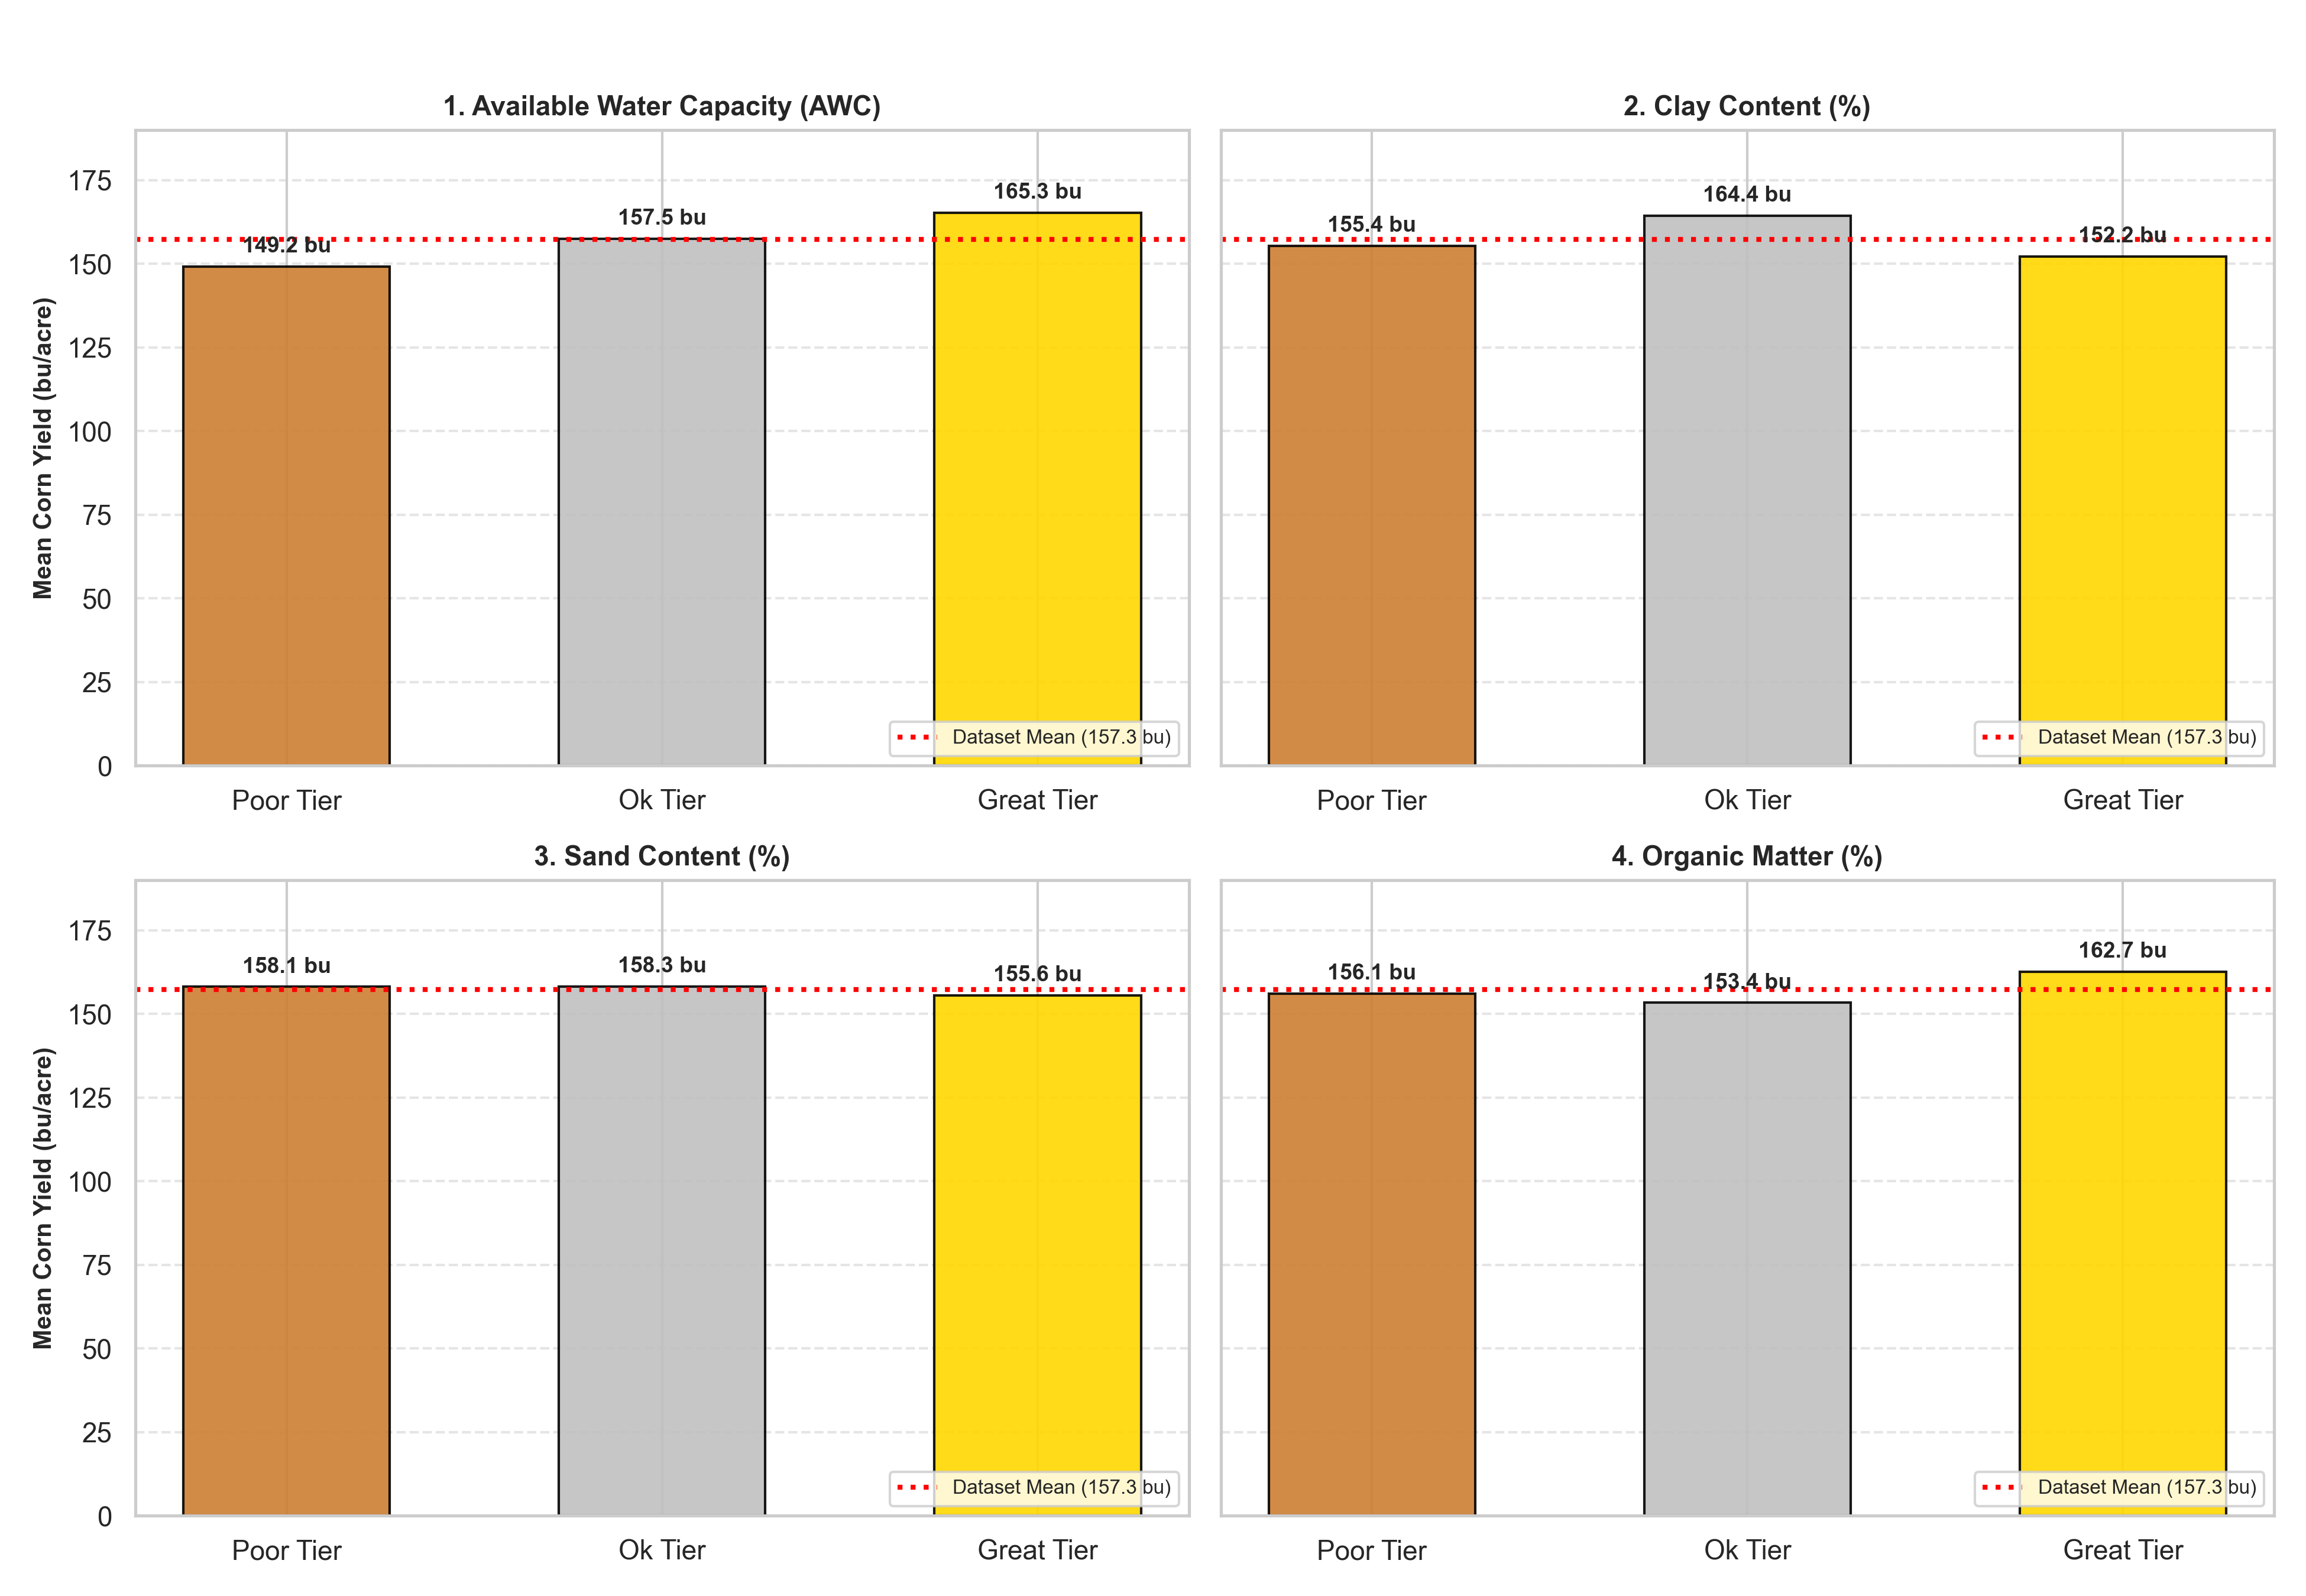 1. Available Water Capacity (AWC)
2. Clay Content (%)
Mean Corn Yield (bu/acre)
175
150
125
100
75
50
25
0
149.2 bu
157.5 bu
165.3 bu
Dataset Mean (157.3 bu)
Poor Tier
Ok Tier
Great Tier
155.4 bu
164.4 bu
152.2 bu
Dataset Mean (157.3 bu)
Poor Tier
Ok Tier
Great Tier
3. Sand Content (%)
4. Organic Matter (%)
Mean Corn Yield (bu/acre)
175
150
125
100
75
50
25
0
158.1 bu
158.3 bu
155.6 bu
Dataset Mean (157.3 bu)
Poor Tier
Ok Tier
Great Tier
156.1 bu
153.4 bu
162.7 bu
Dataset Mean (157.3 bu)
Poor Tier
Ok Tier
Great Tier